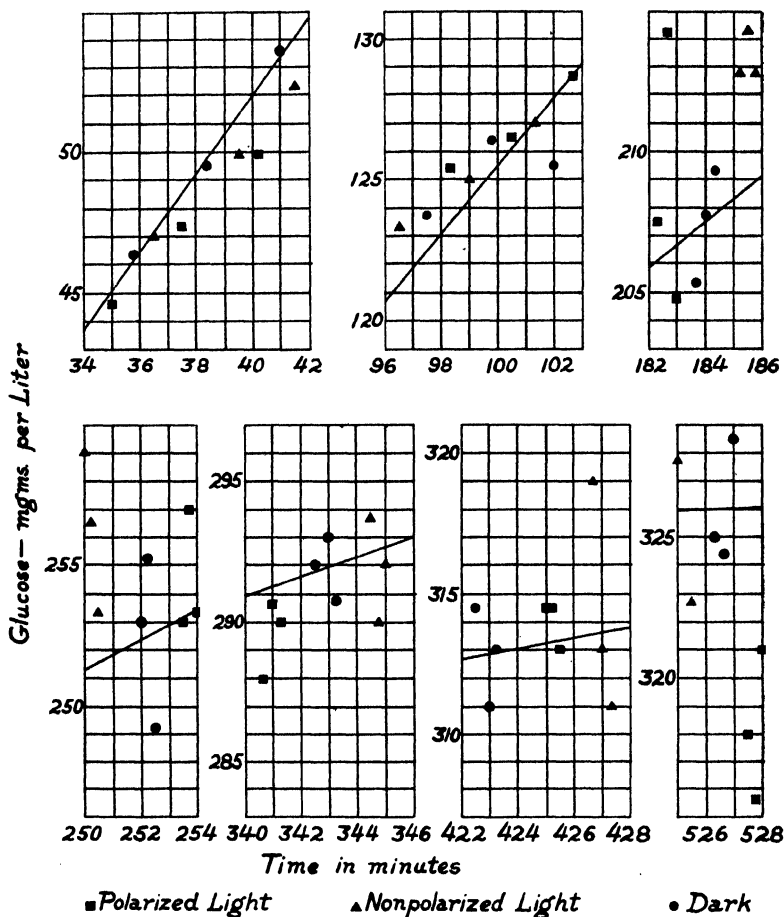 130
50
125
210
45
120
205
34 36 38 40 42
96 98 100 102
182 184 186
Glucose — mgms. per Liter
295
320
255
290
315
325
250
285
310
320
250 252 254
340 342 344 346
422 424 426 428
526 528
Time in minutes
Polarized Light Nonpolarized Light Dark